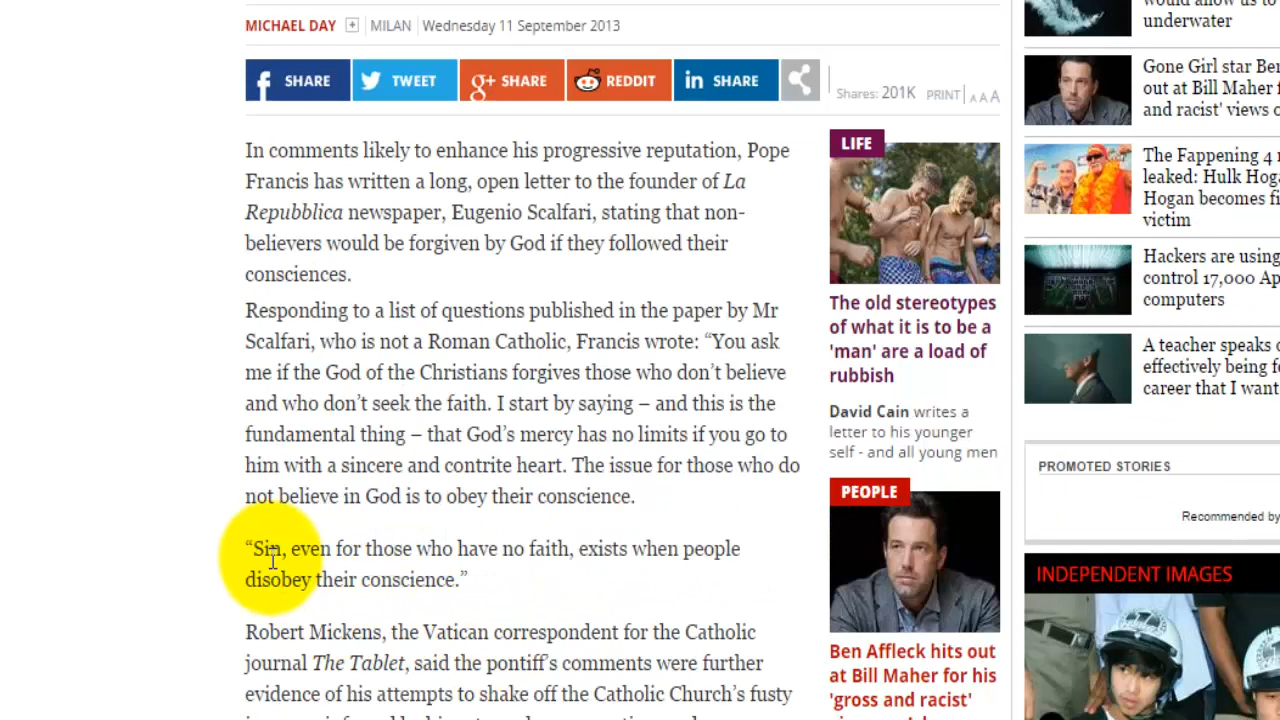 MICHAEL DAY
MILAN
Wednesday 11 September 2013
SHARE
TWEET
g+ SHARE
REDDIT
in SHARE
Shares: 201K
PRINT
A A A
In comments likely to enhance his progressive reputation, Pope
Francis has written a long, open letter to the founder of La
Repubblica newspaper, Eugenio Scalfari, stating that non-
believers would be forgiven by God if they followed their
consciences.
Responding to a list of questions published in the paper by Mr
Scalfari, who is not a Roman Catholic, Francis wrote: “You ask
me if the God of the Christians forgives those who don’t believe
and who don’t seek the faith. I start by saying – and this is the
fundamental thing – that God’s mercy has no limits if you go to
him with a sincere and contrite heart. The issue for those who do
not believe in God is to obey their conscience.
“Sin, even for those who have no faith, exists when people
disobey their conscience.”
Robert Mickens, the Vatican correspondent for the Catholic
journal The Tablet, said the pontiff’s comments were further
evidence of his attempts to shake off the Catholic Church’s fusty
LIFE
The old stereotypes
of what it is to be a
'man' are a load of
rubbish
David Cain writes a
letter to his younger
self - and all young men
PEOPLE
Ben Affleck hits out
at Bill Maher for his
'gross and racist'
would allow us to
underwater
Gone Girl star Ben
out at Bill Maher f
and racist' views o
The Fappening 4
leaked: Hulk Hoga
Hogan becomes fi
victim
Hackers are using
control 17,000 Ap
computers
A teacher speaks o
effectively being f
career that I want
PROMOTED STORIES
Recommended by
INDEPENDENT IMAGES